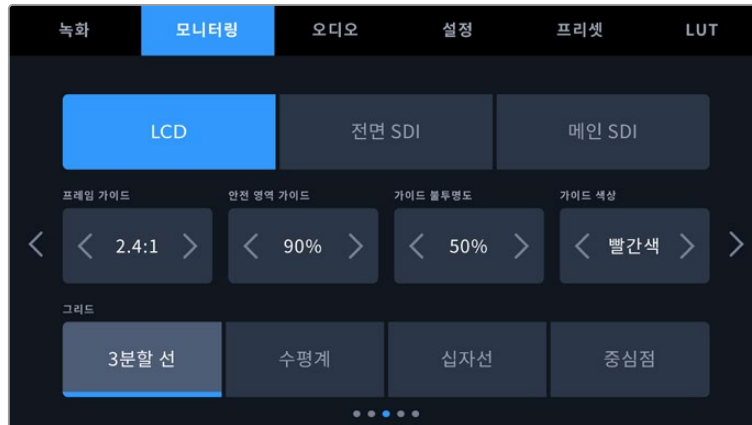 녹화 모니터링 오디오 설정 프리셋 LUT
LCD 전면 SDI 메인 SDI
프레임 가이드 안전 영역 가이드 가이드 불투명도 가이드 색상
2.4:1 90% 50% 빨간색
그리드
3분할 선 수평계 십자선 중심점